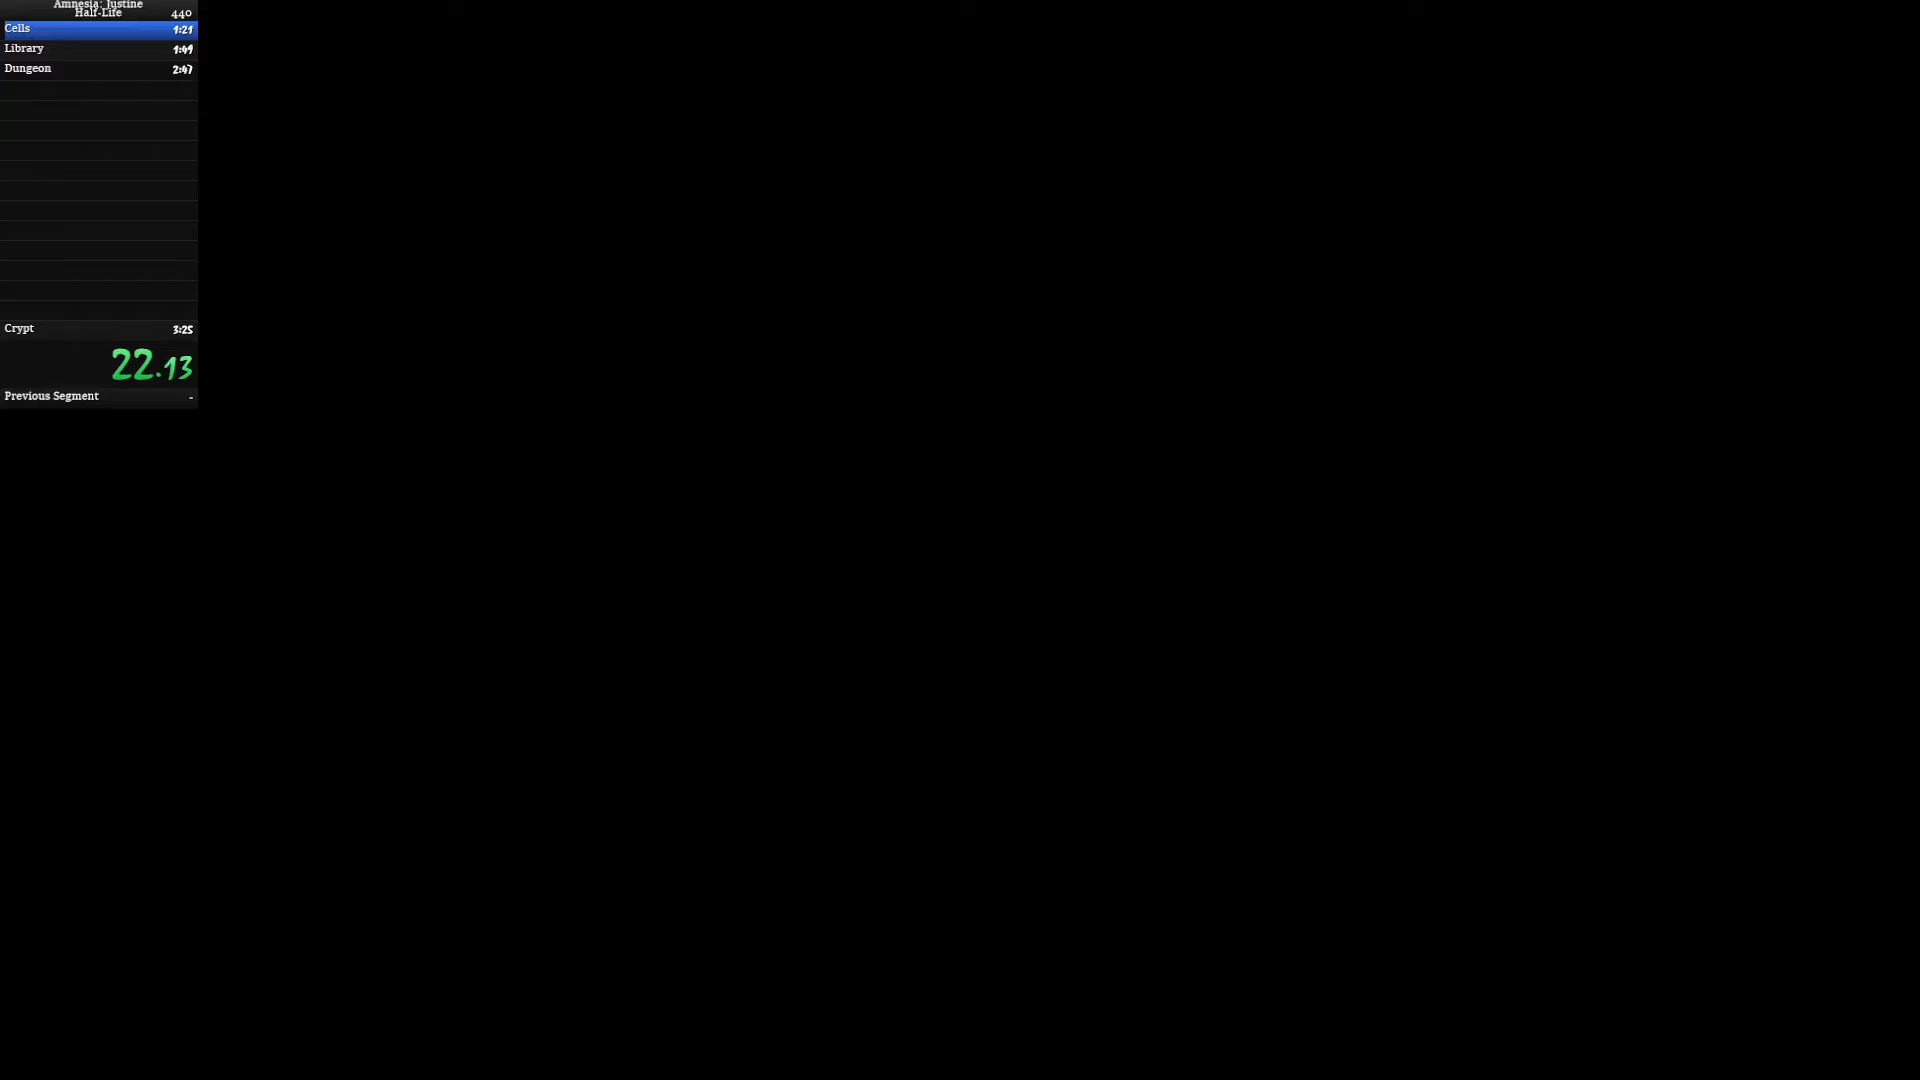 Amnesia: Justine
Half-Life 440
Cells 1:21
Library 1:49
Dungeon 2:47
Crypt 3:25
22.13
Previous Segment -